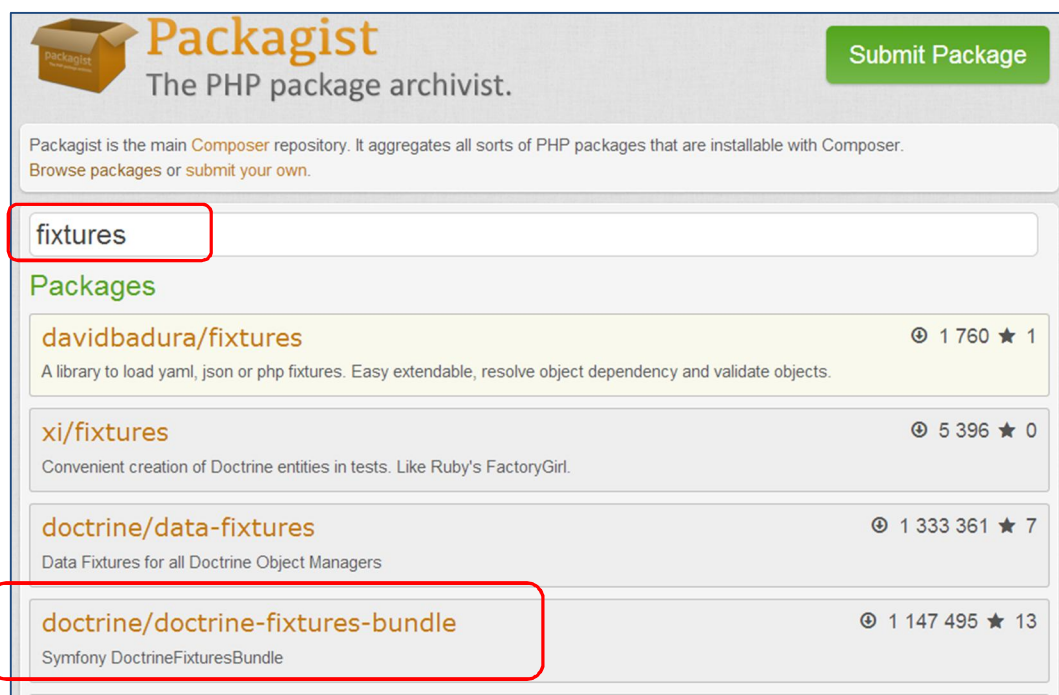 packagist
Packagist
The PHP package archivist.
Submit Package
Packagist is the main Composer repository. It aggregates all sorts of PHP packages that are installable with Composer.
Browse packages or submit your own.
fixtures
Packages
davidbadura/fixtures
1 760 ★ 1
A library to load yaml, json or php fixtures. Easy extendable, resolve object dependency and validate objects.
xi/fixtures
5 396 ★ 0
Convenient creation of Doctrine entities in tests. Like Ruby's FactoryGirl.
doctrine/data-fixtures
1 333 361 ★ 7
Data Fixtures for all Doctrine Object Managers
doctrine/doctrine-fixtures-bundle
1 147 495 ★ 13
Symfony DoctrineFixturesBundle